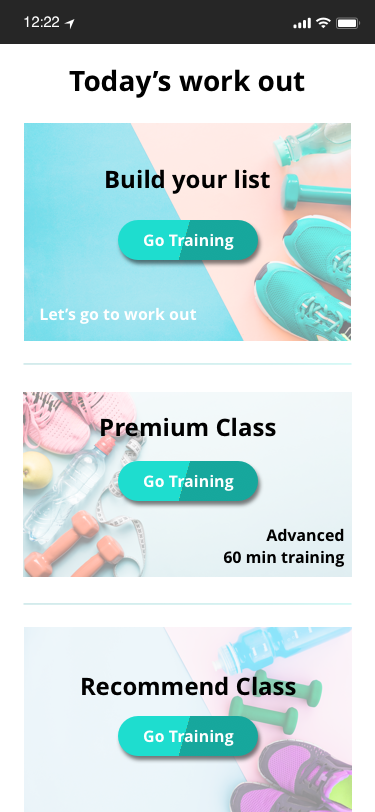 12:22
Today's work out
Build your list
Go Training
Let's go to work out
Premium Class
Go Training
Advanced
60 min training
Recommend Class
Go Training